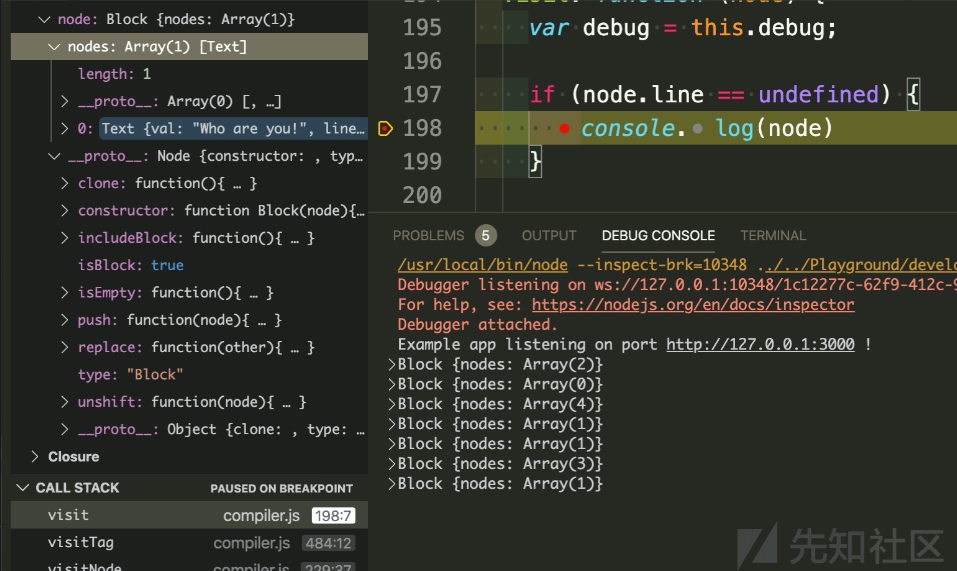 node: Block {nodes: Array(1)}
nodes: Array(1) [Text]
length: 1
__proto__: Array(0) [, …]
0: Text {val: "Who are you!", line…
__proto__: Node {constructor: , typ…
clone: function(){ … }
constructor: function Block(node){…
includeBlock: function(){ … }
isBlock: true
isEmpty: function(){ … }
push: function(node){ … }
replace: function(other){ … }
type: "Block"
unshift: function(node){ … }
__proto__: Object {clone: , type: …
Closure
CALL STACK PAUSED ON BREAKPOINT
visit compiler.js 198:7
visitTag compiler.js 484:12
visitNode compiler.js 229:37
195 var debug = this.debug;
196
197 if (node.line == undefined) {
198 console. log(node)
199 }
200
PROBLEMS 5 OUTPUT DEBUG CONSOLE TERMINAL
/usr/local/bin/node --inspect-brk=10348 ../../Playground/develo
Debugger listening on ws://127.0.0.1:10348/1c12277c-62f9-412c-9
For help, see: https://nodejs.org/en/docs/inspector
Debugger attached.
Example app listening on port http://127.0.0.1:3000 !
>Block {nodes: Array(2)}
>Block {nodes: Array(0)}
>Block {nodes: Array(4)}
>Block {nodes: Array(1)}
>Block {nodes: Array(1)}
>Block {nodes: Array(3)}
>Block {nodes: Array(1)}
先知社区